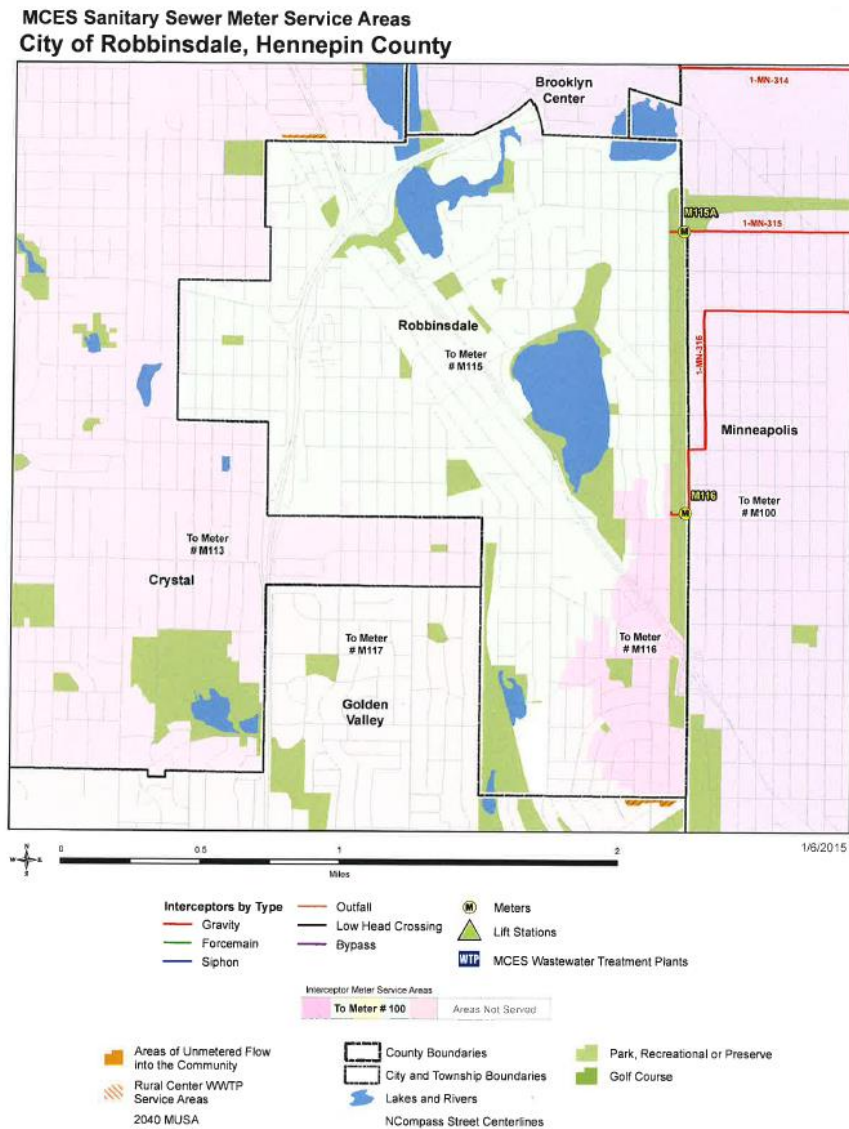 MCES Sanitary Sewer Meter Service Areas
City of Robbinsdale, Hennepin County
Brooklyn
Center
1-MN-314
M115A
M
1-MN-315
Robbinsdale
To Meter
# M115
1-MN-316
Minneapolis
M116
M
To Meter
# M100
To Meter
# M113
Crystal
To Meter
# M117
To Meter
# M116
Golden
Valley
1/6/2015
N
W
E
S
0
0.5
1
2
Miles
Interceptors by Type
Gravity
Forcemain
Siphon
Outfall
Low Head Crossing
Bypass
M Meters
Lift Stations
WTP MCES Wastewater Treatment Plants
Interceptor Meter Service Areas
To Meter # 100
Areas Not Served
Areas of Unmetered Flow
into the Community
Rural Center WWTP
Service Areas
2040 MUSA
County Boundaries
City and Township Boundaries
Lakes and Rivers
NCompass Street Centerlines
Park, Recreational or Preserve
Golf Course